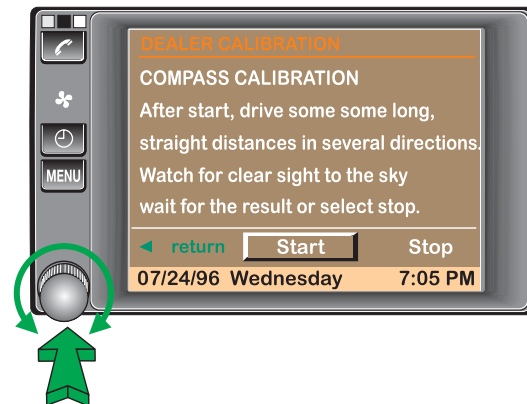 DEALER CALIBRATION
COMPASS CALIBRATION
After start, drive some some long,
straight distances in several directions.
Watch for clear sight to the sky
wait for the result or select stop.
◄ return Start Stop
07/24/96 Wednesday 7:05 PM
MENU